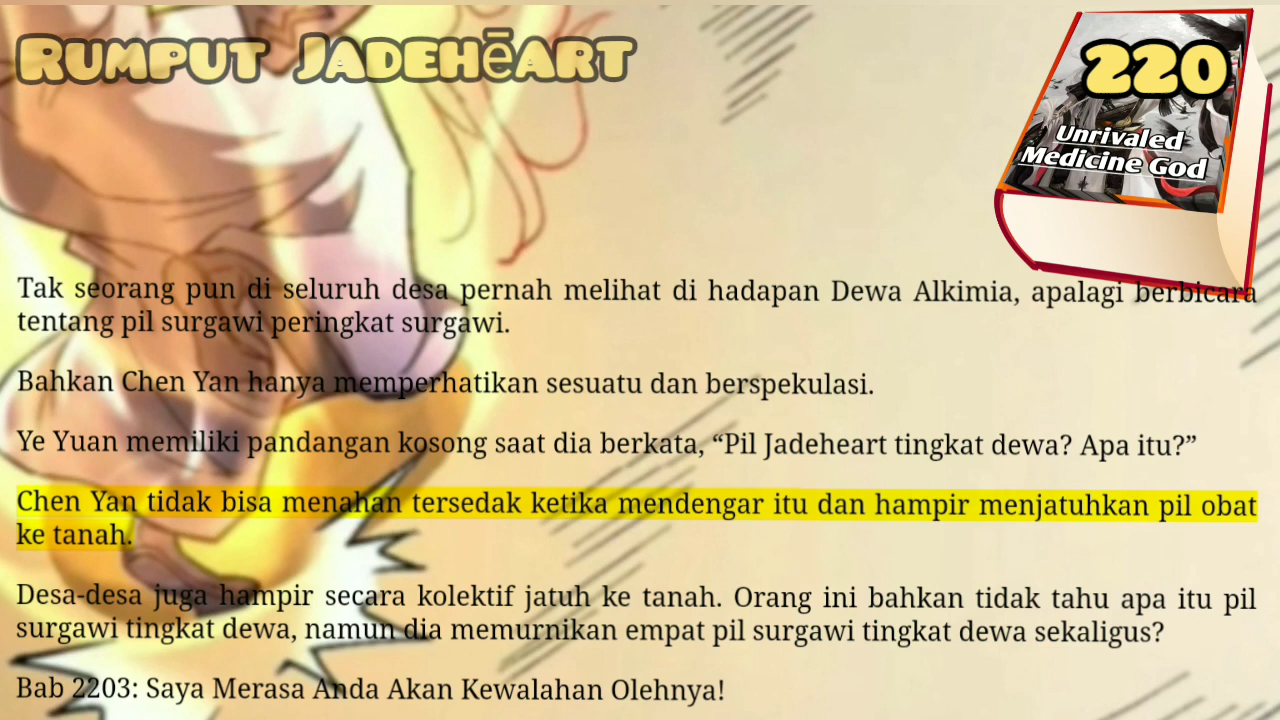 Rumput Jadehēart
220
Unrivaled
Medicine God
Tak seorang pun di seluruh desa pernah melihat di hadapan Dewa Alkimia, apalagi berbicara
tentang pil surgawi peringkat surgawi.
Bahkan Chen Yan hanya memperhatikan sesuatu dan berspekulasi.
Ye Yuan memiliki pandangan kosong saat dia berkata, “Pil Jadeheart tingkat dewa? Apa itu?”
Chen Yan tidak bisa menahan tersedak ketika mendengar itu dan hampir menjatuhkan pil obat
ke tanah.
Desa-desa juga hampir secara kolektif jatuh ke tanah. Orang ini bahkan tidak tahu apa itu pil
surgawi tingkat dewa, namun dia memurnikan empat pil surgawi tingkat dewa sekaligus?
Bab 2203: Saya Merasa Anda Akan Kewalahan Olehnya!